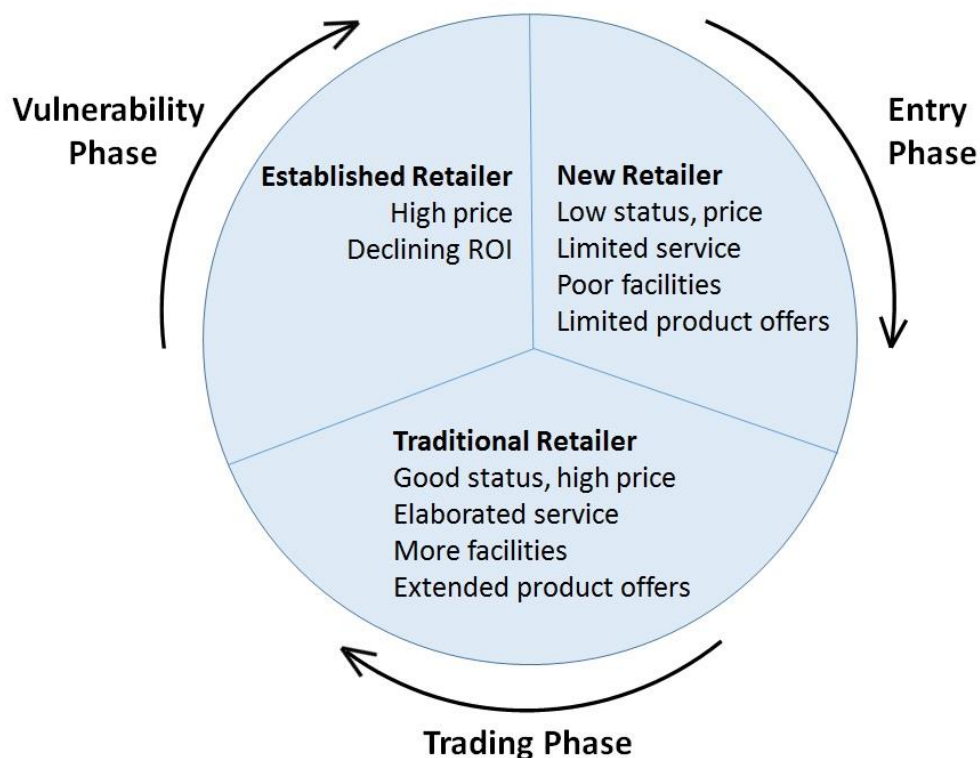 Vulnerability
Phase
Entry
Phase
Established Retailer
High price
Declining ROI
New Retailer
Low status, price
Limited service
Poor facilities
Limited product offers
Traditional Retailer
Good status, high price
Elaborated service
More facilities
Extended product offers
Trading Phase